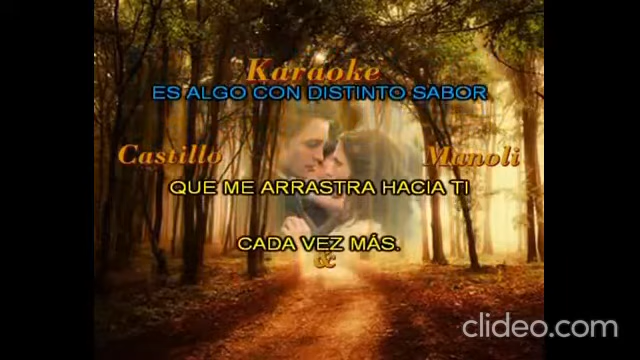 Karaoke
ES ALGO CON DISTINTO SABOR
Castillo Manoli
QUE ME ARRASTRA HACIA TI
CADA VEZ MÁS.
&
clideo.com